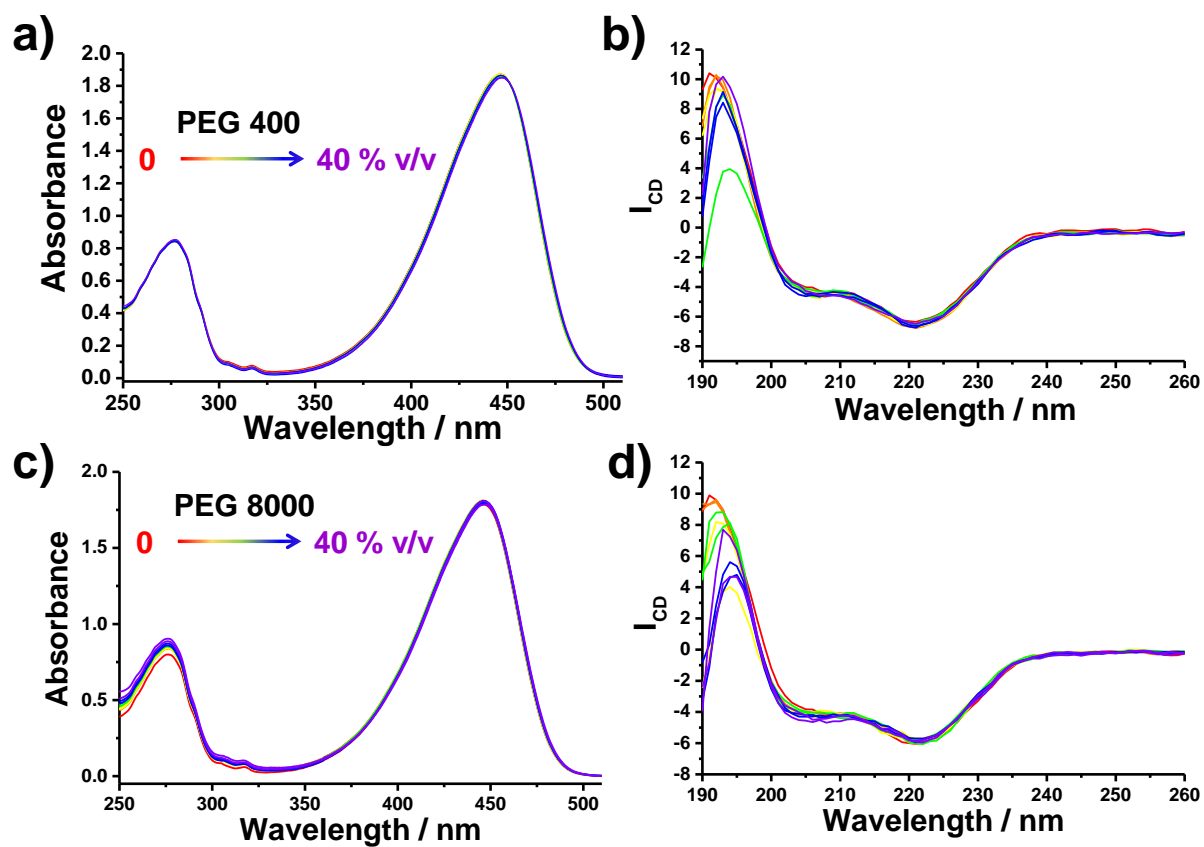 a)
2.0
1.8
1.6
1.4
1.2
1.0
0.8
0.6
0.4
0.2
0.0
Absorbance
PEG 400
0 40 % v/v
250 300 350 400 450 500
Wavelength / nm
b)
12
10
8
6
4
2
0
-2
-4
-6
-8
I_CD
190 200 210 220 230 240 250 260
Wavelength / nm
c)
2.0
1.5
1.0
0.5
0.0
Absorbance
PEG 8000
0 40 % v/v
250 300 350 400 450 500
Wavelength / nm
d)
12
10
8
6
4
2
0
-2
-4
-6
-8
I_CD
190 200 210 220 230 240 250 260
Wavelength / nm